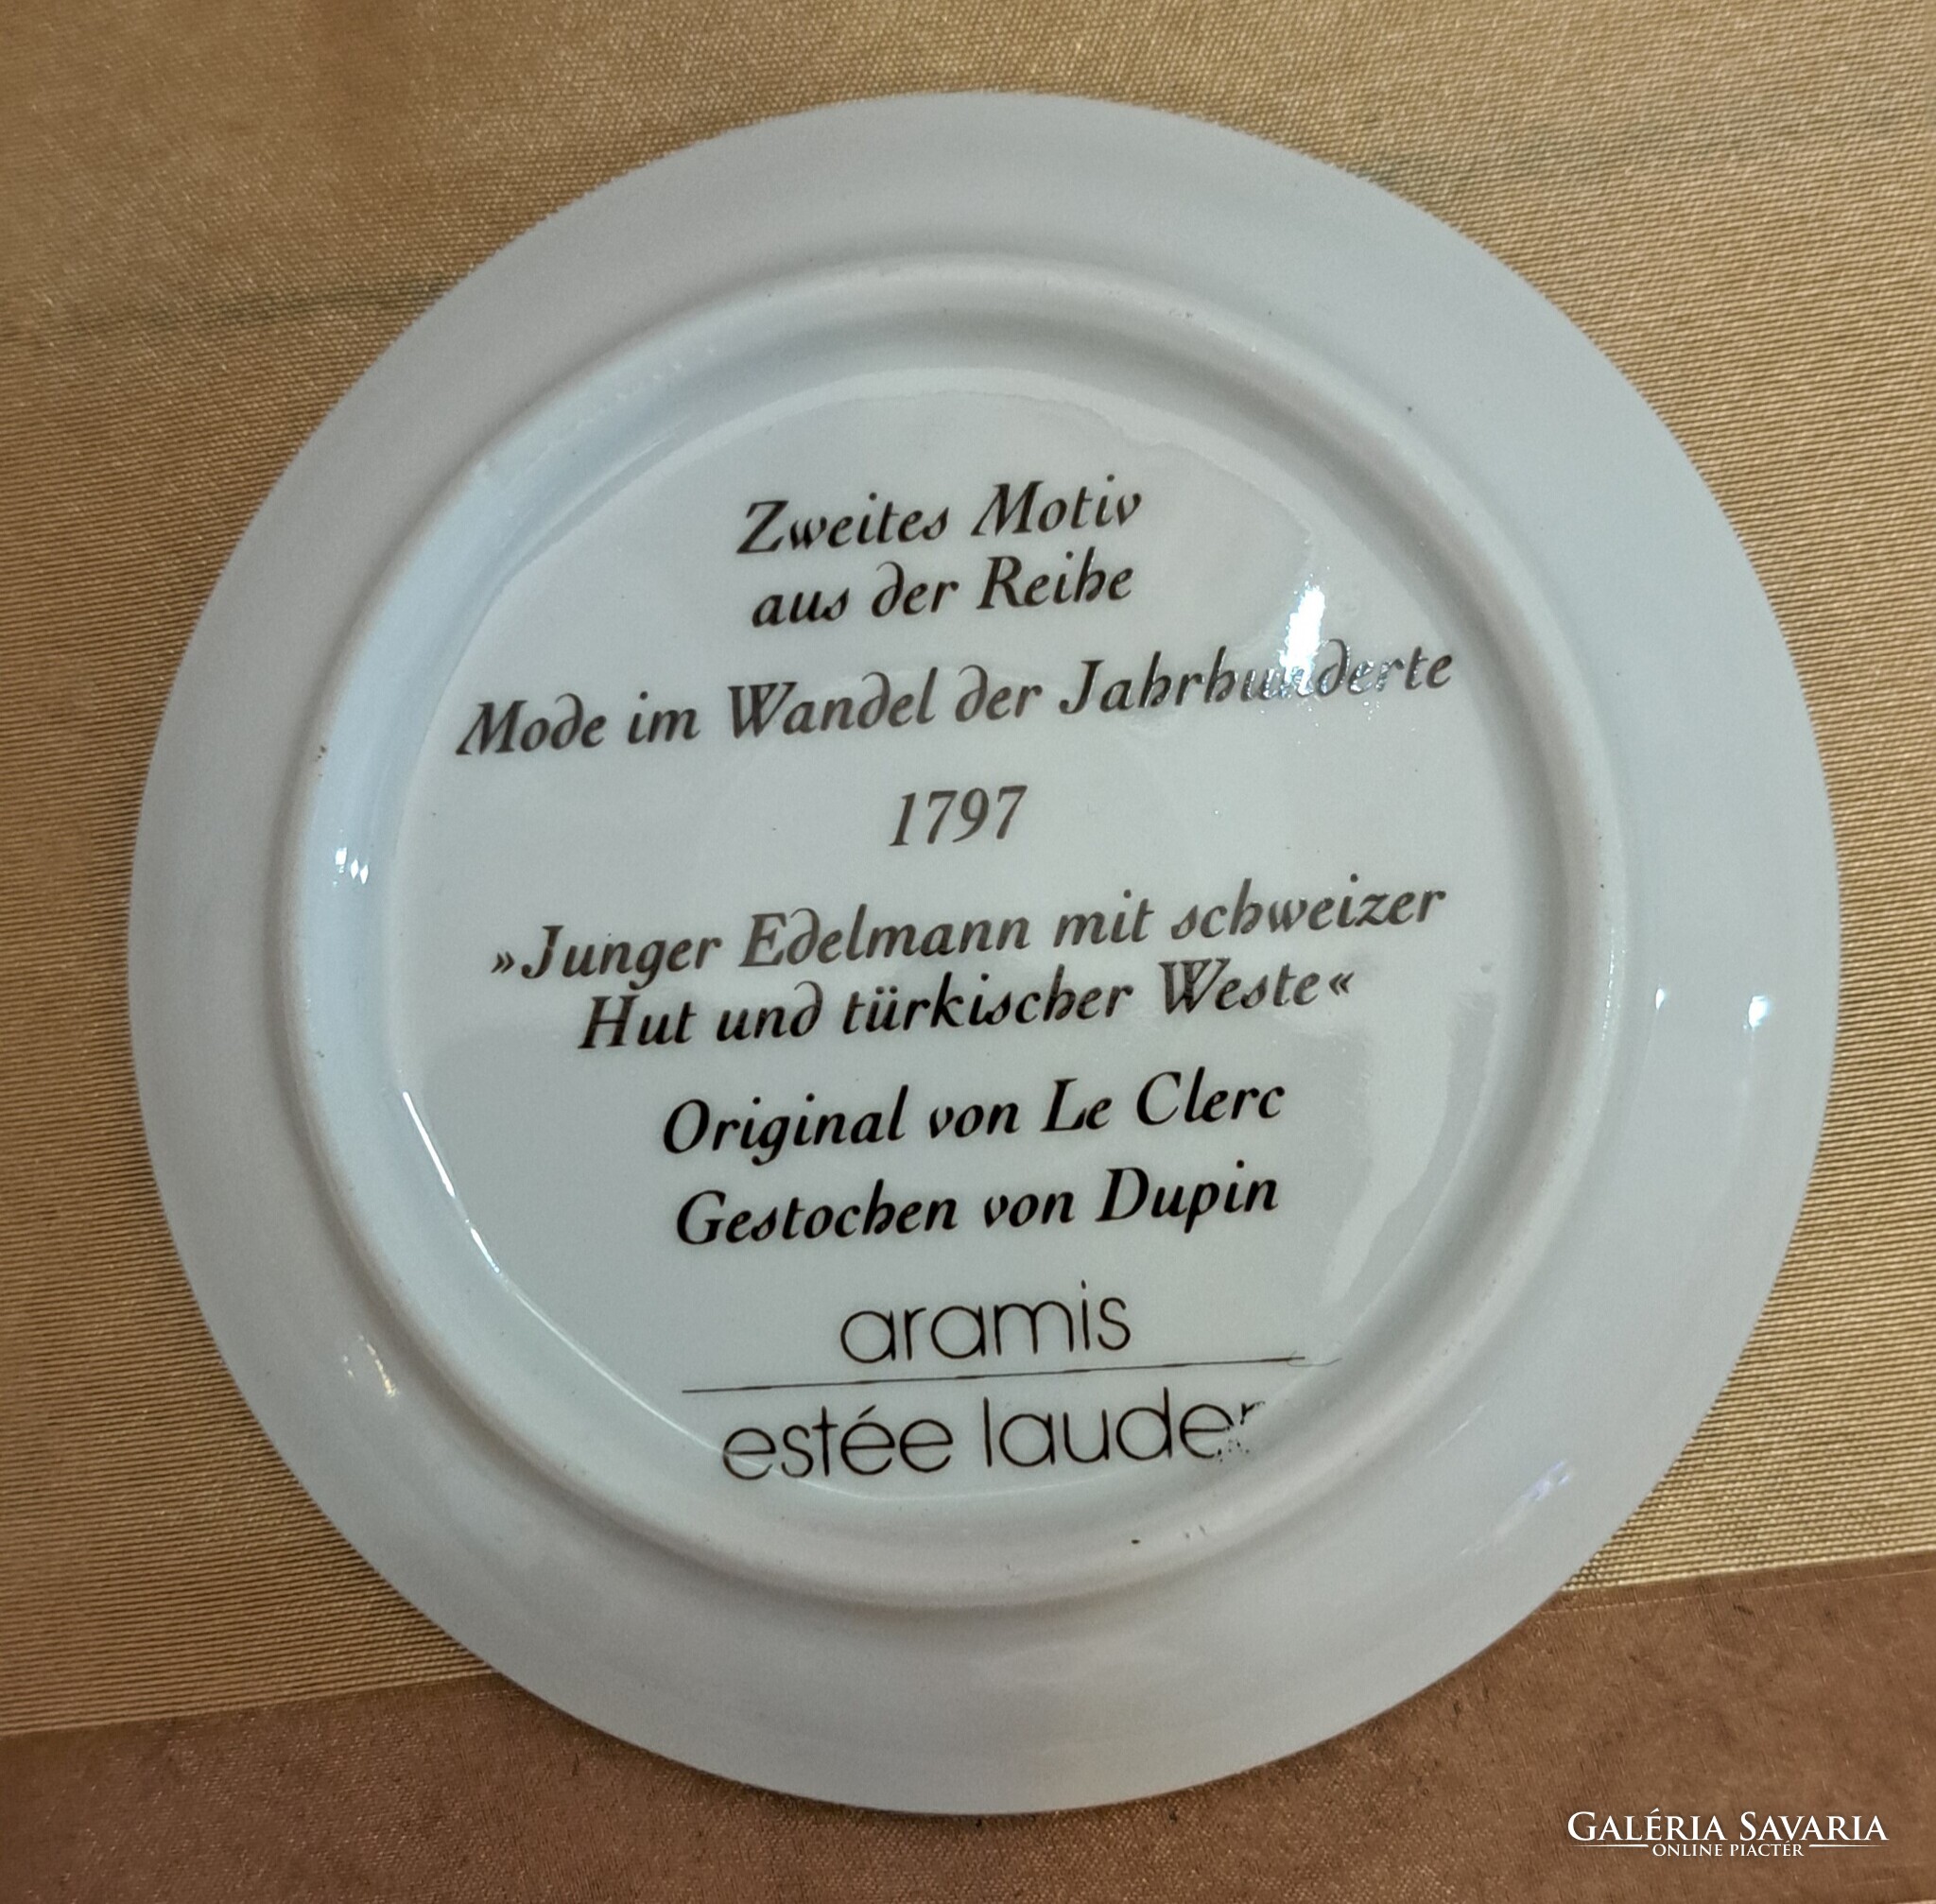 Zweites Motiv
aus der Reihe
Mode im Wandel der Jahrhunderte
1797
»Junger Edelmann mit schweizer
Hut und türkischer Weste«
Original von Le Clerc
Gestochen von Dupin
aramis
estée lauder
GALÉRIA SAVARIA
ONLINE PIACTÉR